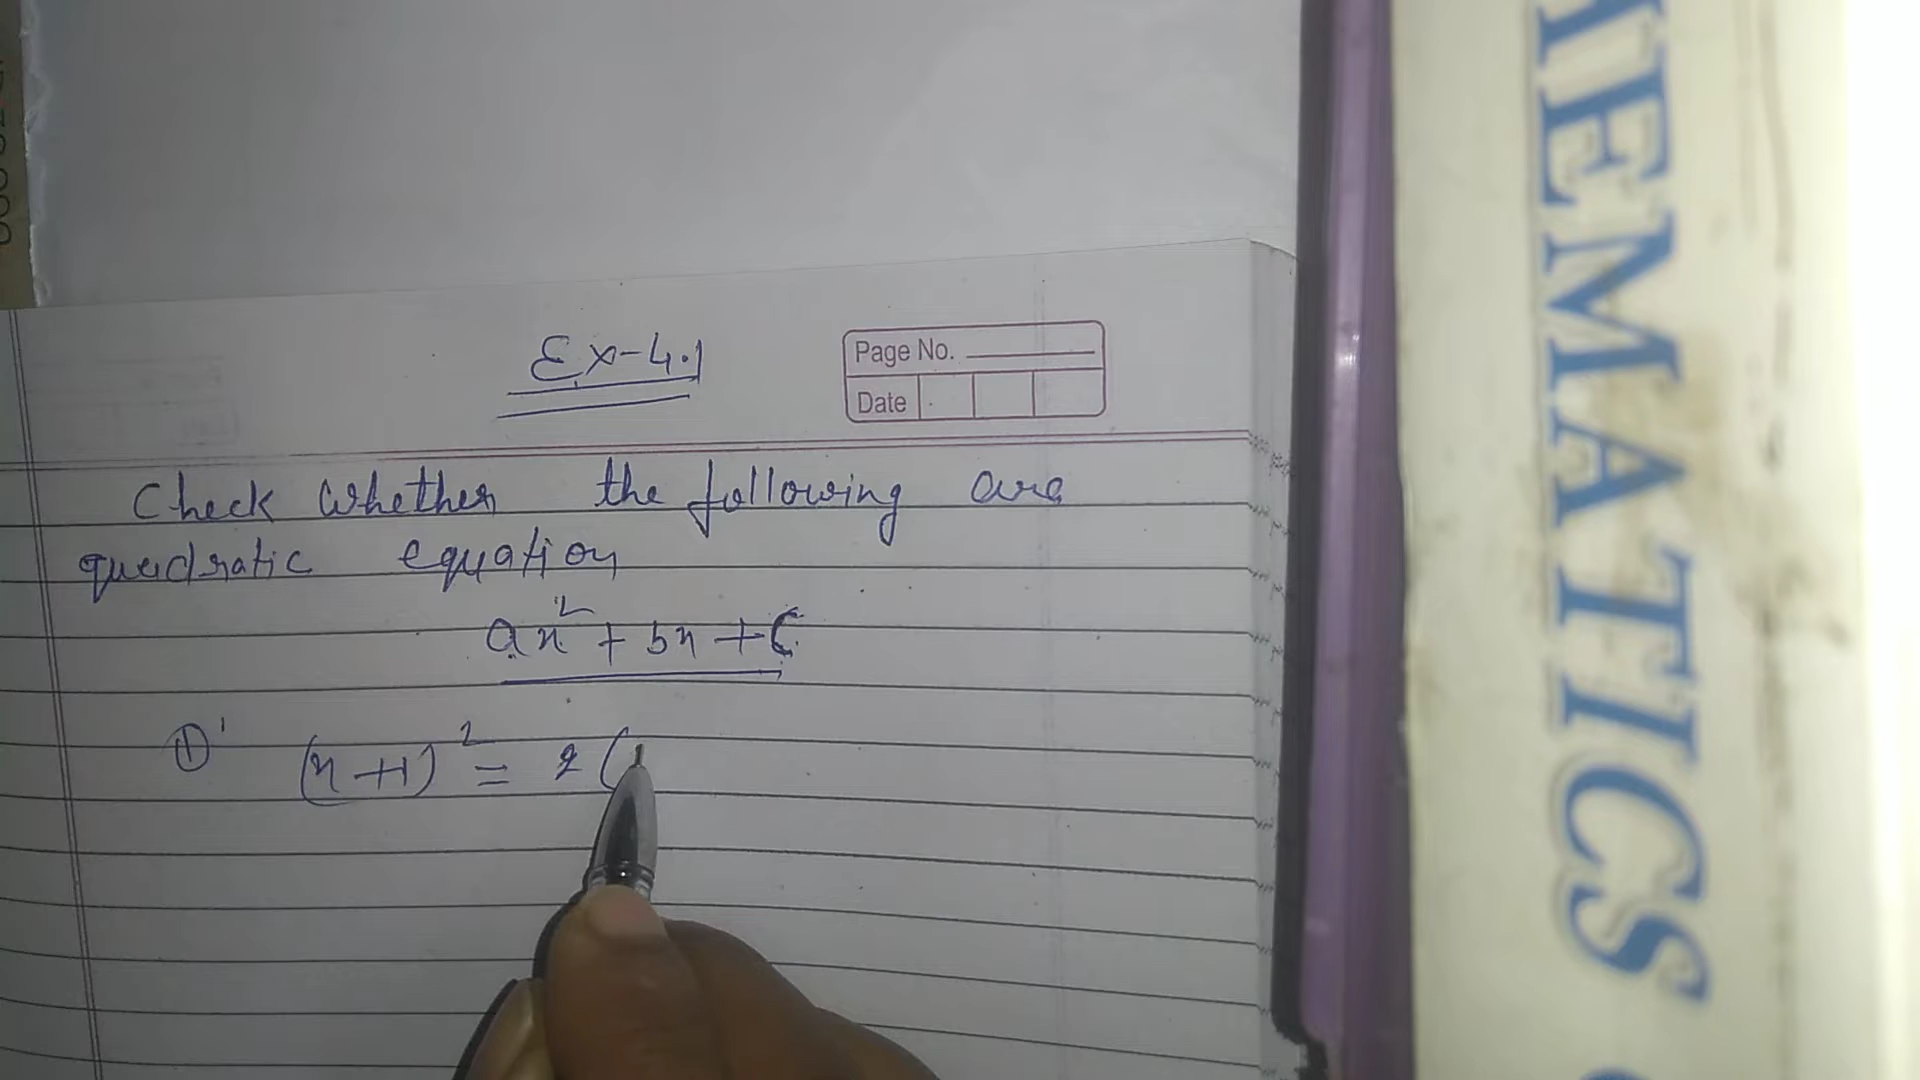 Ex-4.1
Page No.
Date
Check whether the following are
quadratic equation
ax² + bx + c
① (x+1)² = 2(
HEMATICS